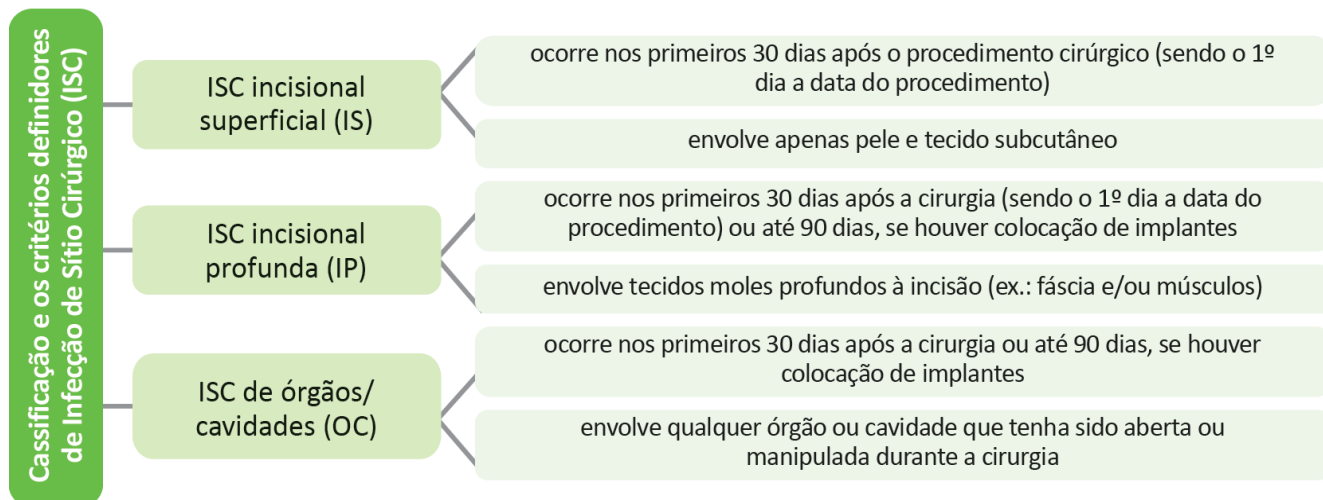 Cassificação e os critérios definidores
de Infecção de Sítio Cirúrgico (ISC)
ISC incisional
superficial (IS)
ocorre nos primeiros 30 dias após o procedimento cirúrgico (sendo o 1º
dia a data do procedimento)
envolve apenas pele e tecido subcutâneo
ISC incisional
profunda (IP)
ocorre nos primeiros 30 dias após a cirurgia (sendo o 1º dia a data do
procedimento) ou até 90 dias, se houver colocação de implantes
envolve tecidos moles profundos à incisão (ex.: fáscia e/ou músculos)
ISC de órgãos/
cavidades (OC)
ocorre nos primeiros 30 dias após a cirurgia ou até 90 dias, se houver
colocação de implantes
envolve qualquer órgão ou cavidade que tenha sido aberta ou
manipulada durante a cirurgia